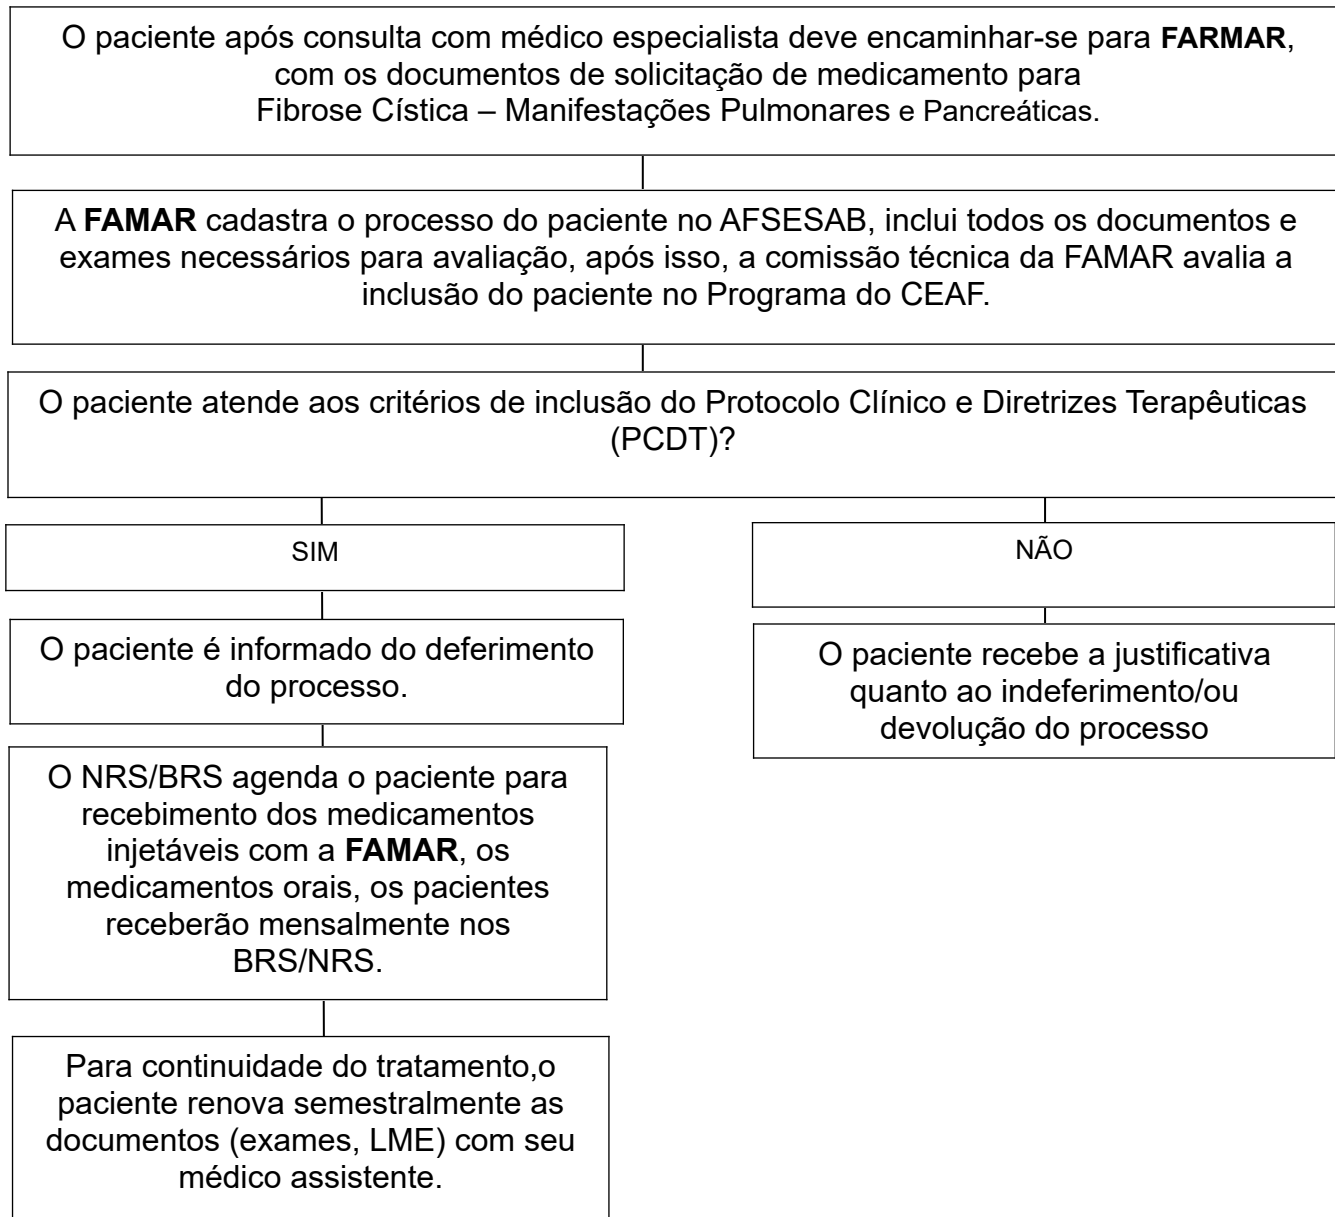 O paciente após consulta com médico especialista deve encaminhar-se para FARMAR,
com os documentos de solicitação de medicamento para
Fibrose Cística – Manifestações Pulmonares e Pancreáticas.
A FAMAR cadastra o processo do paciente no AFSESAB, inclui todos os documentos e
exames necessários para avaliação, após isso, a comissão técnica da FAMAR avalia a
inclusão do paciente no Programa do CEAF.
O paciente atende aos critérios de inclusão do Protocolo Clínico e Diretrizes Terapêuticas
(PCDT)?
SIM
NÃO
O paciente é informado do deferimento
do processo.
O paciente recebe a justificativa
quanto ao indeferimento/ou
devolução do processo
O NRS/BRS agenda o paciente para
recebimento dos medicamentos
injetáveis com a FAMAR, os
medicamentos orais, os pacientes
receberão mensalmente nos
BRS/NRS.
Para continuidade do tratamento,o
paciente renova semestralmente as
documentos (exames, LME) com seu
médico assistente.